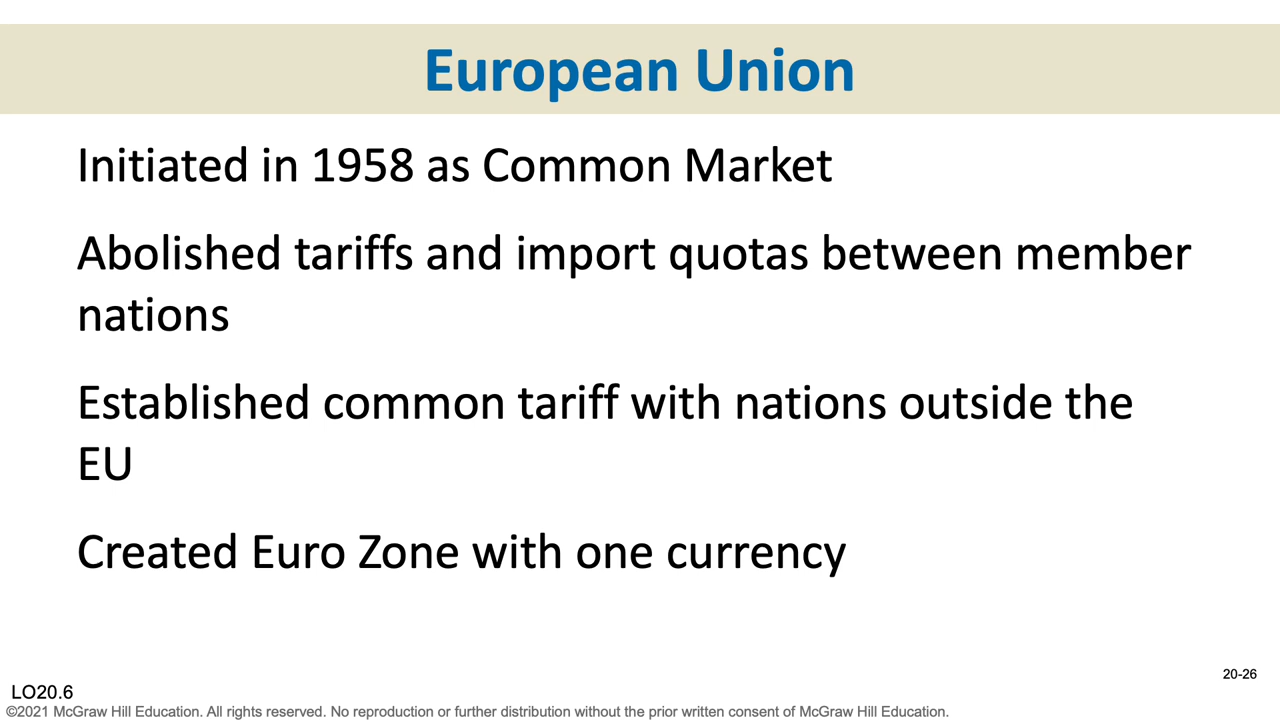 European Union
Initiated in 1958 as Common Market
Abolished tariffs and import quotas between member
nations
Established common tariff with nations outside the
EU
Created Euro Zone with one currency
20-26
LO20.6
©2021 McGraw Hill Education. All rights reserved. No reproduction or further distribution without the prior written consent of McGraw Hill Education.